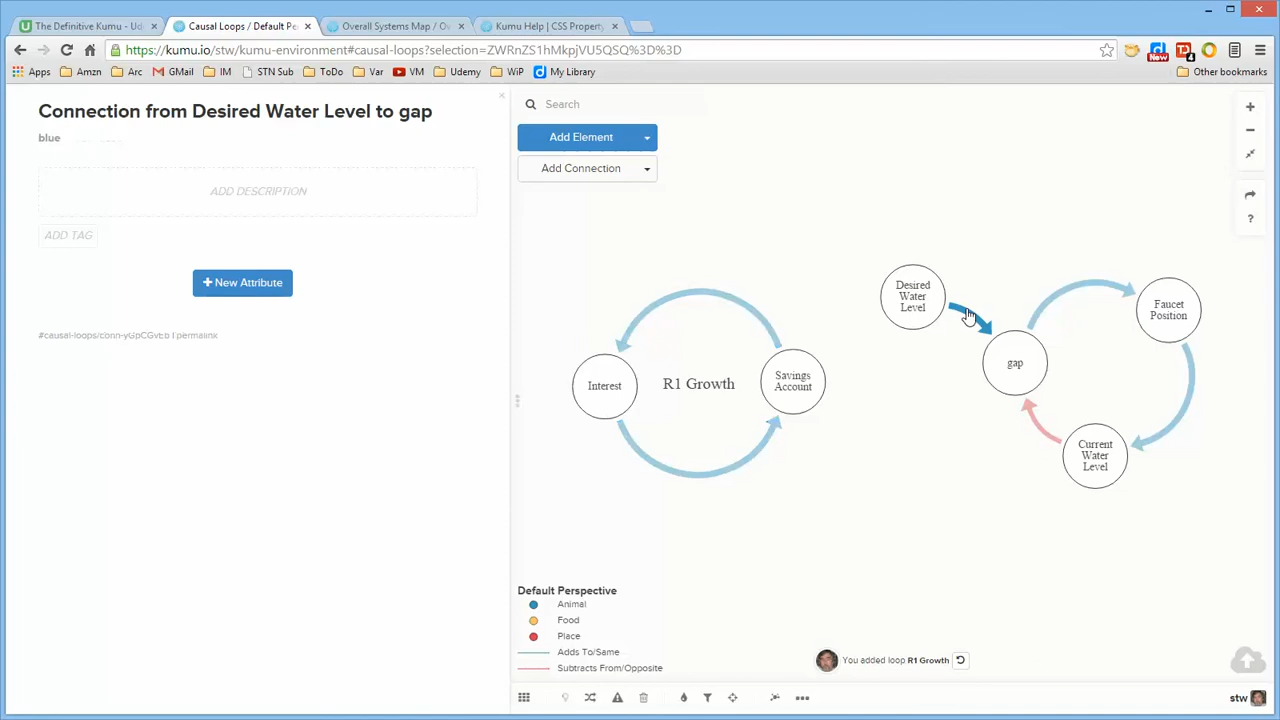 The Definitive Kumu - Ud
Causal Loops / Default Pe
Overall Systems Map / Ov
Kumu Help | CSS Property
https://kumu.io/stw/kumu-environment#causal-loops?selection=ZWRnZS1hMkpjVU5QSQ%3D%3D
New
4
Apps
Amzn
Arc
GMail
IM
STN Sub
ToDo
Var
VM
Udemy
WiP
My Library
Other bookmarks
Connection from Desired Water Level to gap
blue
ADD DESCRIPTION
ADD TAG
New Attribute
Search
Add Element
Add Connection
?
Desired
Water
Level
Faucet
Position
gap
Interest
R1 Growth
Savings
Account
Current
Water
Level
Default Perspective
Animal
Food
Place
Adds To/Same
Subtracts From/Opposite
You added loop R1 Growth
stw